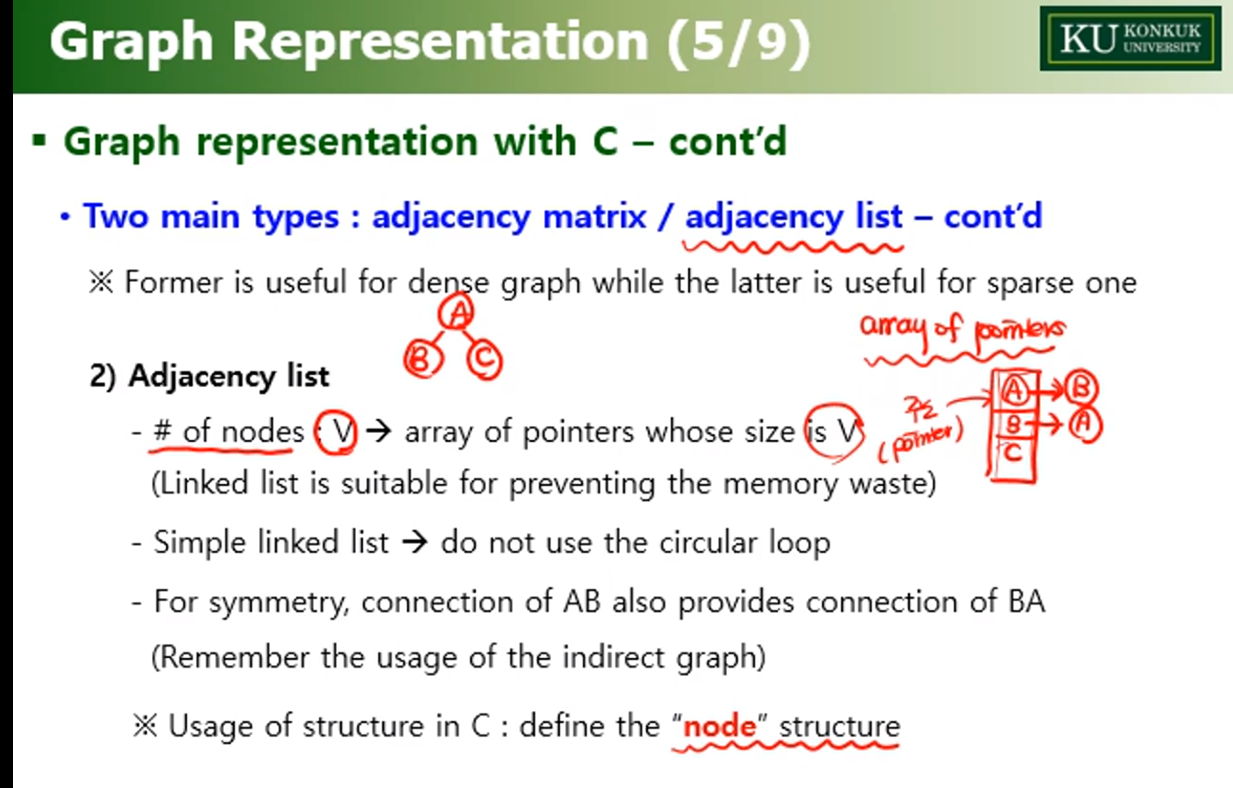 Graph Representation (5/9)
KU KONKUK UNIVERSITY
▪ Graph representation with C – cont'd
• Two main types : adjacency matrix / adjacency list – cont'd
※ Former is useful for dense graph while the latter is useful for sparse one
A
B C
array of pointers
2) Adjacency list
A B
B A
C
(pointer)
- # of nodes : V → array of pointers whose size is V
(Linked list is suitable for preventing the memory waste)
- Simple linked list → do not use the circular loop
- For symmetry, connection of AB also provides connection of BA
(Remember the usage of the indirect graph)
※ Usage of structure in C : define the “node” structure